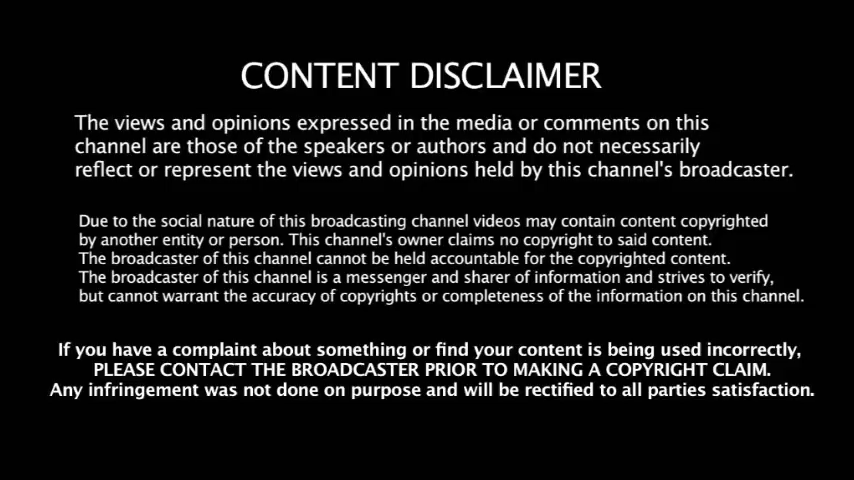 CONTENT DISCLAIMER
The views and opinions expressed in the media or comments on this
channel are those of the speakers or authors and do not necessarily
reflect or represent the views and opinions held by this channel's broadcaster.
Due to the social nature of this broadcasting channel videos may contain content copyrighted
by another entity or person. This channel's owner claims no copyright to said content.
The broadcaster of this channel cannot be held accountable for the copyrighted content.
The broadcaster of this channel is a messenger and sharer of information and strives to verify,
but cannot warrant the accuracy of copyrights or completeness of the information on this channel.
If you have a complaint about something or find your content is being used incorrectly,
PLEASE CONTACT THE BROADCASTER PRIOR TO MAKING A COPYRIGHT CLAIM.
Any infringement was not done on purpose and will be rectified to all parties satisfaction.